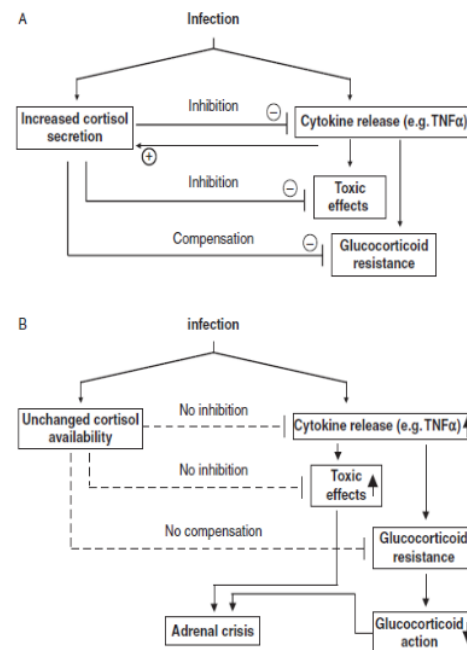 A
Infection
Inhibition
−
Increased cortisol
secretion
Cytokine release (e.g. TNFα)
+
Inhibition
−
Toxic
effects
Compensation
−
Glucocorticoid
resistance
B
infection
Unchanged cortisol
availability
No inhibition
Cytokine release (e.g. TNFα)
No inhibition
Toxic
effects
No compensation
Glucocorticoid
resistance
Adrenal crisis
Glucocorticoid
action